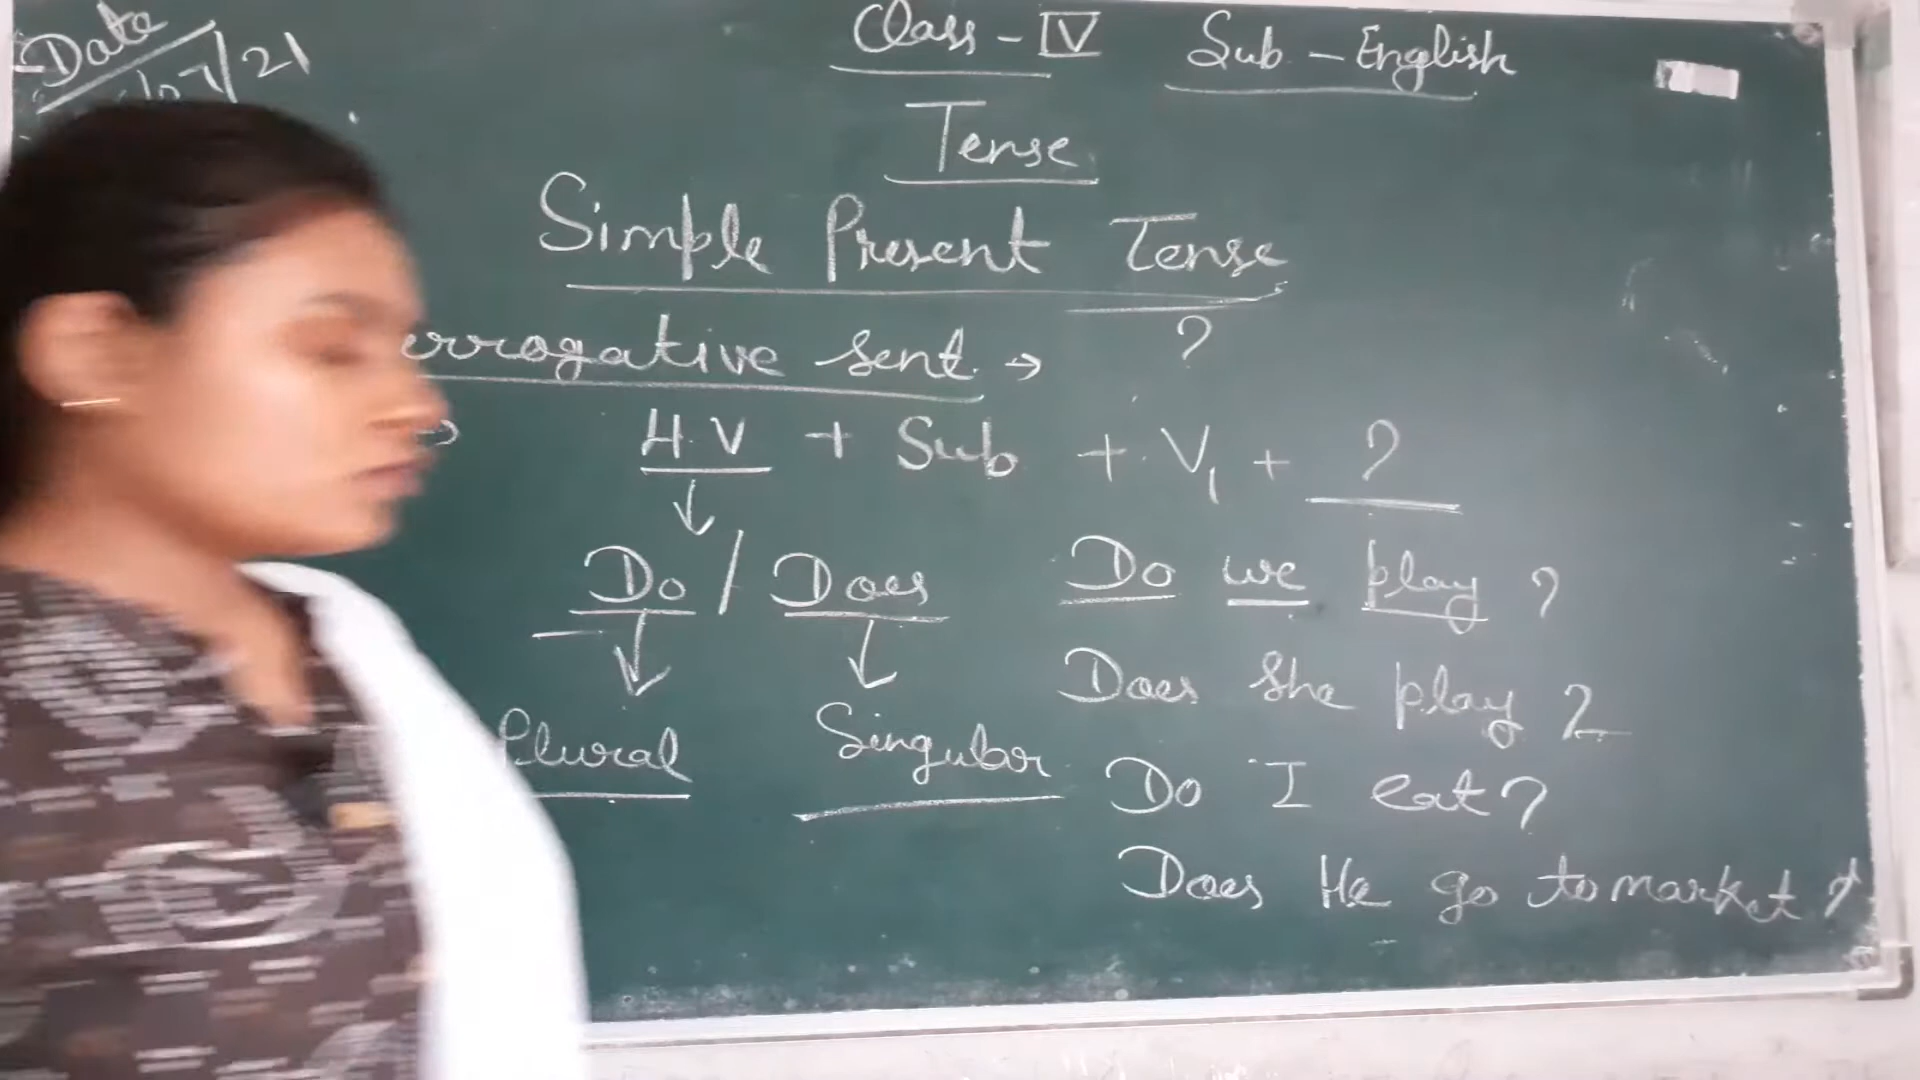 Date
/07/21
Class - IV Sub - English
Tense
Simple Present Tense
errogative sent. → ?
H.V + Sub + V1 + ?
Do / Does
Plural Singular
Do we play ?
Does She play ?
Do I eat ?
Does He go to market ?